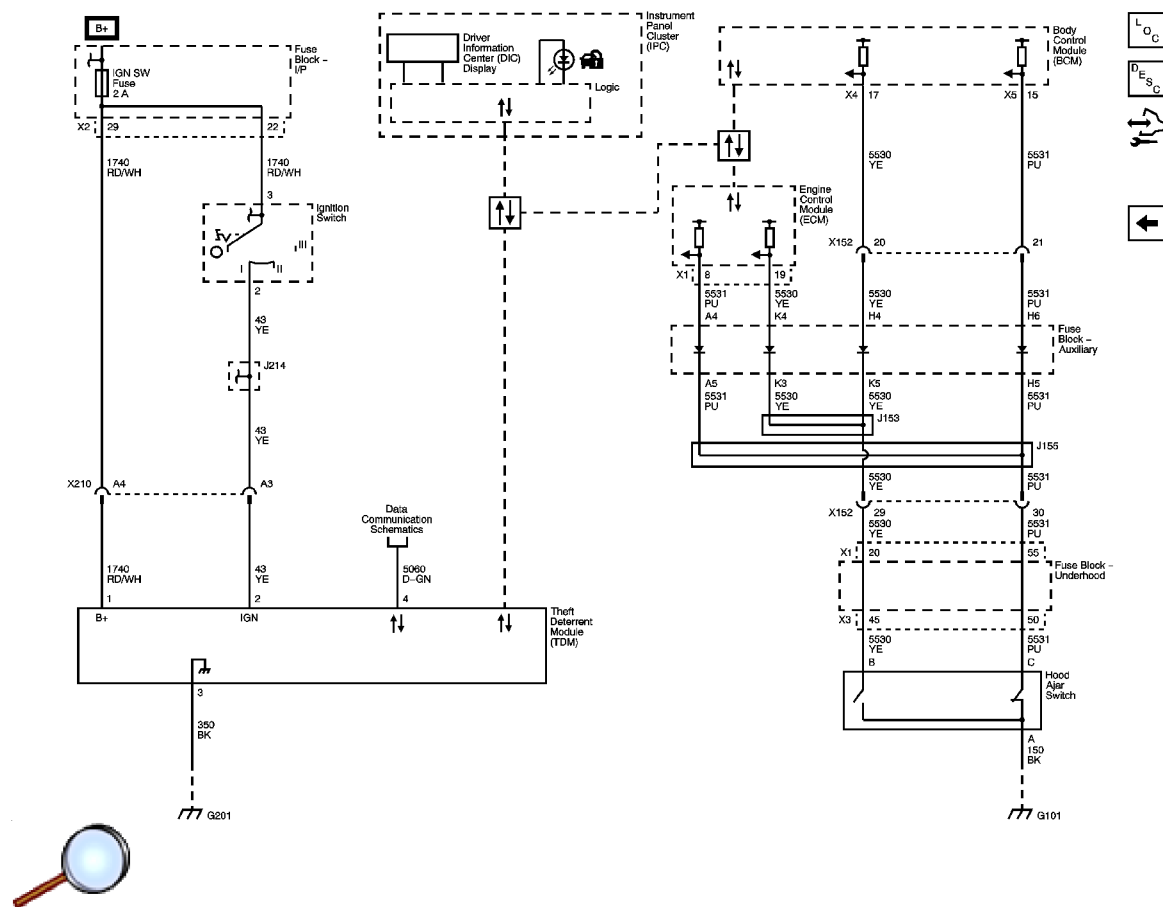 B+
Fuse
Block –
I/P
IGN SW
Fuse
2 A
X2
29
22
1740
RD/WH
1740
RD/WH
3
Ignition
Switch
I
II
III
2
43
YE
J214
43
YE
X210
A4
A3
1740
RD/WH
1
43
YE
2
Data
Communication
Schematics
5060
D–GN
4
B+
IGN
Theft
Deterrent
Module
(TDM)
3
350
BK
G201
Driver
Information
Center (DIC)
Display
Instrument
Panel
Cluster
(IPC)
Logic
Body
Control
Module
(BCM)
X4
17
X5
15
5530
YE
5531
PU
Engine
Control
Module
(ECM)
X1
8
19
X152
20
21
5531
PU
5530
YE
5530
YE
5531
PU
A4
K4
H4
H6
Fuse
Block –
Auxiliary
A5
K3
K5
H5
5531
PU
5530
YE
5530
YE
5531
PU
J153
J155
5530
YE
5531
PU
X152
29
30
5530
YE
5531
PU
X1
20
55
Fuse Block –
Underhood
X3
45
50
5530
YE
5531
PU
B
C
Hood
Ajar
Switch
A
150
BK
G101
LOC
DESC